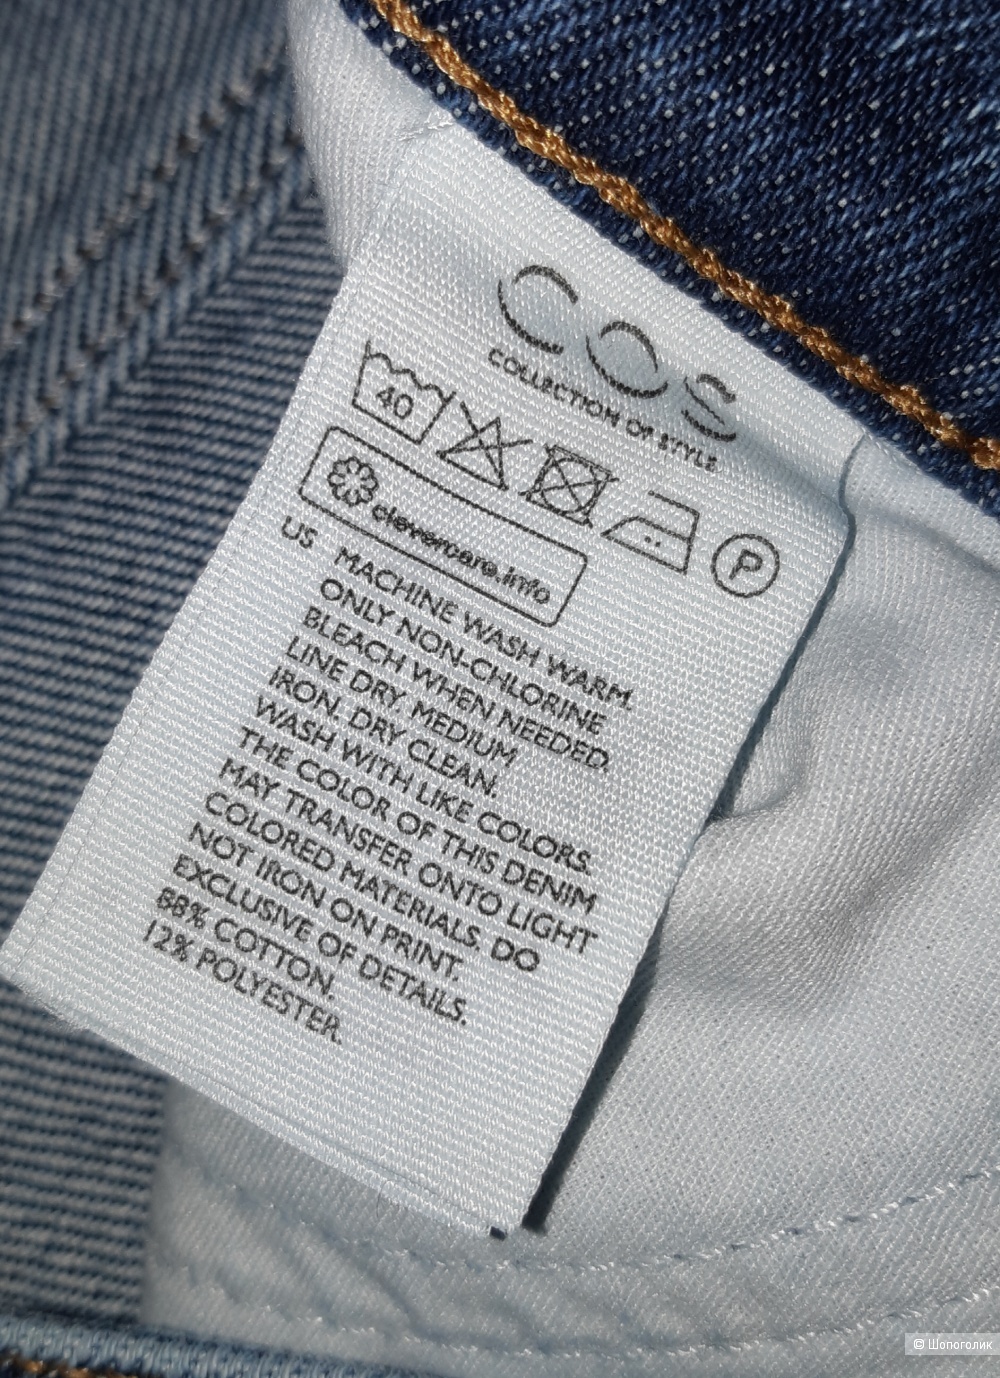 COS
COLLECTION OF STYLE
40
P
clevercare.info
US MACHINE WASH WARM.
ONLY NON-CHLORINE
BLEACH WHEN NEEDED.
LINE DRY. MEDIUM
IRON. DRY CLEAN.
WASH WITH LIKE COLORS.
THE COLOR OF THIS DENIM
MAY TRANSFER ONTO LIGHT
COLORED MATERIALS. DO
NOT IRON ON PRINT.
EXCLUSIVE OF DETAILS.
88% COTTON.
12% POLYESTER.
© Шопоголик